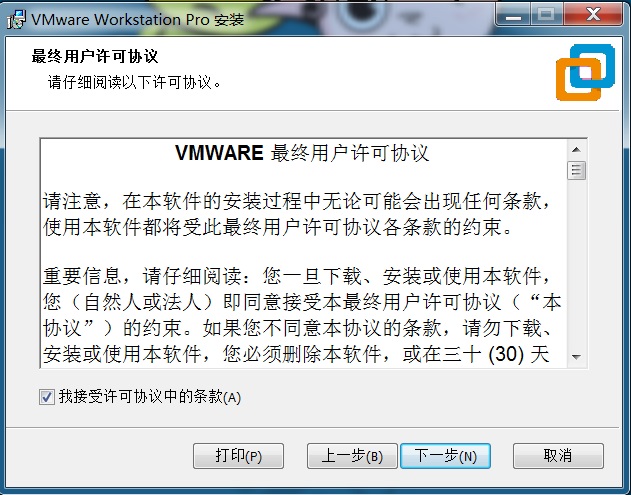 VMware Workstation Pro 安装
最终用户许可协议
请仔细阅读以下许可协议。
VMWARE 最终用户许可协议
请注意，在本软件的安装过程中无论可能会出现任何条款，
使用本软件都将受此最终用户许可协议各条款的约束。
重要信息，请仔细阅读：您一旦下载、安装或使用本软件，
您（自然人或法人）即同意接受本最终用户许可协议（“本
协议”）的约束。如果您不同意本协议的条款，请勿下载、
安装或使用本软件，您必须删除本软件，或在三十 (30) 天
我接受许可协议中的条款(A)
打印(P) 上一步(B) 下一步(N) 取消